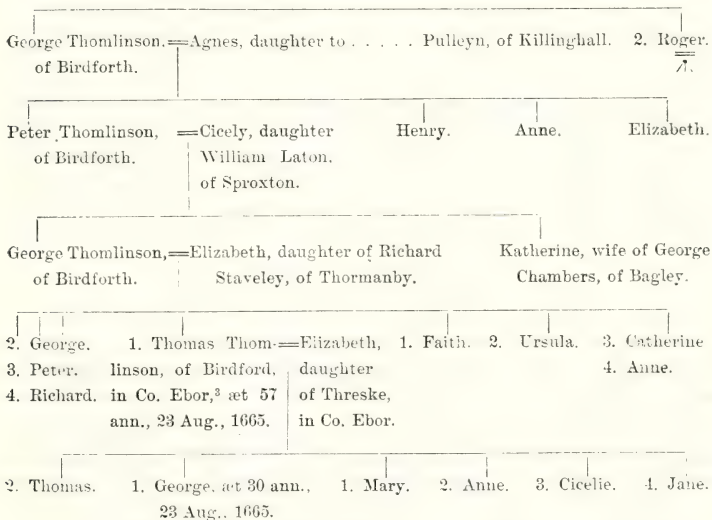 George Thomlinson.=Agnes, daughter to . . . . . Pulleyn, of Killinghall. 2. Roger.
of Birdforth.
Peter Thomlinson, =Cicely, daughter Henry. Anne. Elizabeth.
of Birdforth. William Laton.
of Sproxton.
George Thomlinson,=Elizabeth, daughter of Richard Katherine, wife of George
of Birdforth. Staveley, of Thormanby. Chambers, of Bagley.
2. George. 1. Thomas Thom-=Elizabeth, 1. Faith. 2. Ursula. 3. Catherine
3. Peter. linson, of Birdford, daughter 4. Anne.
4. Richard. in Co. Ebor,³ æt 57 of Threske,
ann., 23 Aug., 1665. in Co. Ebor.
2. Thomas. 1. George. æt 30 ann., 1. Mary. 2. Anne. 3. Cicelie. 4. Jane.
23 Aug., 1665.